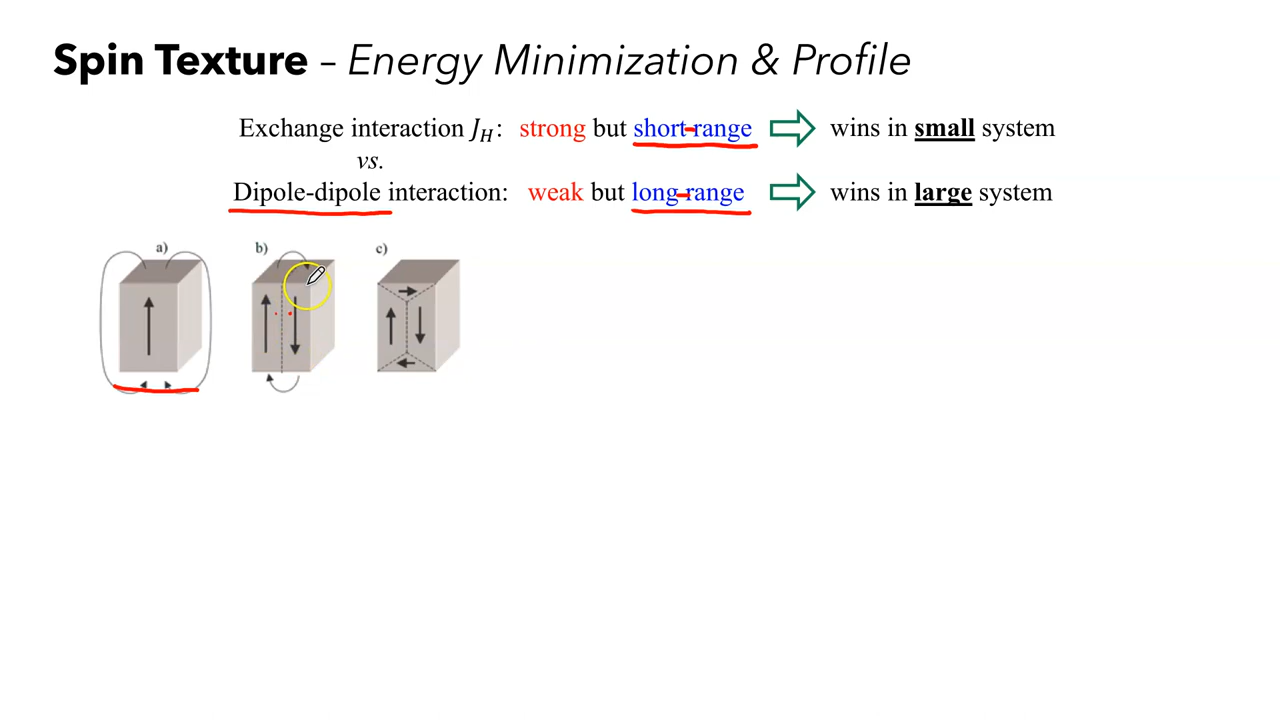 Spin Texture – Energy Minimization & Profile
Exchange interaction J_H: strong but short-range wins in small system
vs.
Dipole-dipole interaction: weak but long-range wins in large system
a) b) c)